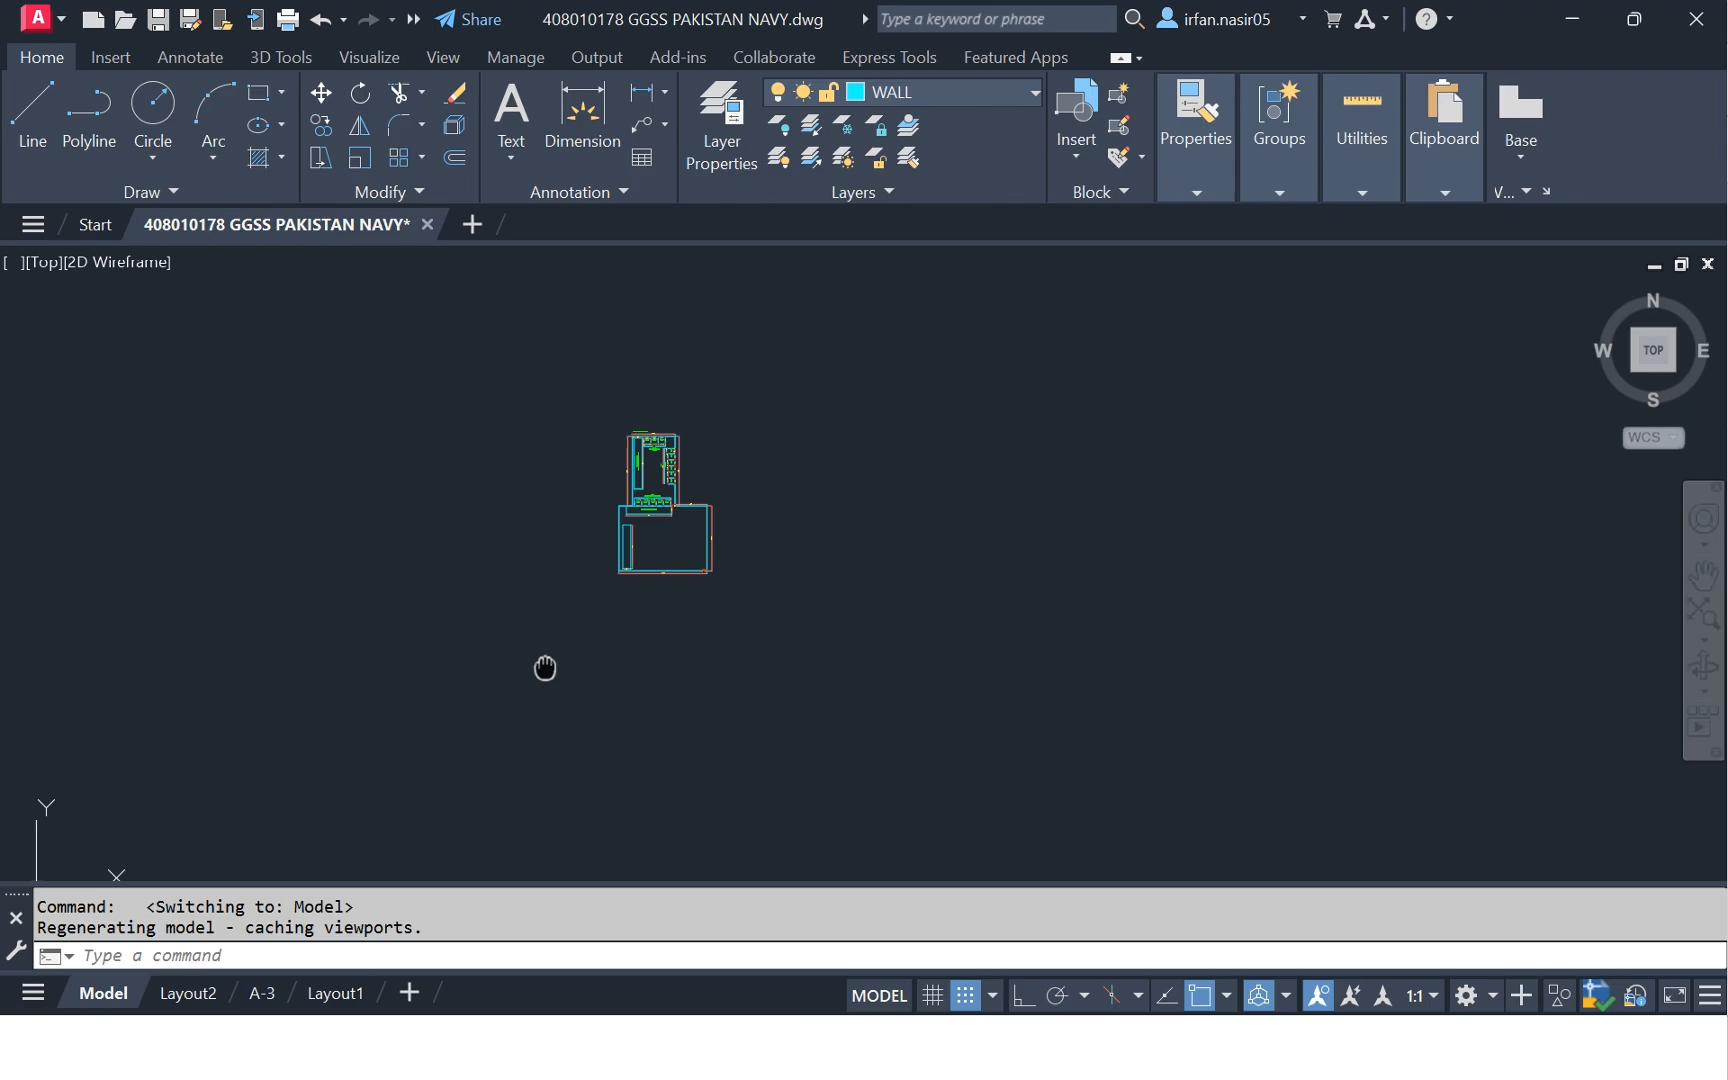 A Share 408010178 GGSS PAKISTAN NAVY.dwg Type a keyword or phrase irfan.nasir05 ?
Home Insert Annotate 3D Tools Visualize View Manage Output Add-ins Collaborate Express Tools Featured Apps
WALL
Line Polyline Circle Arc
A Text Dimension
Layer Properties
Insert Properties Groups Utilities Clipboard Base
Draw Modify Annotation Layers Block V...
Start 408010178 GGSS PAKISTAN NAVY*
[ ][Top][2D Wireframe]
N
W TOP E
S
WCS
Y
X
Command: <Switching to: Model>
Regenerating model - caching viewports.
Type a command
Model Layout2 A-3 Layout1
MODEL 1:1